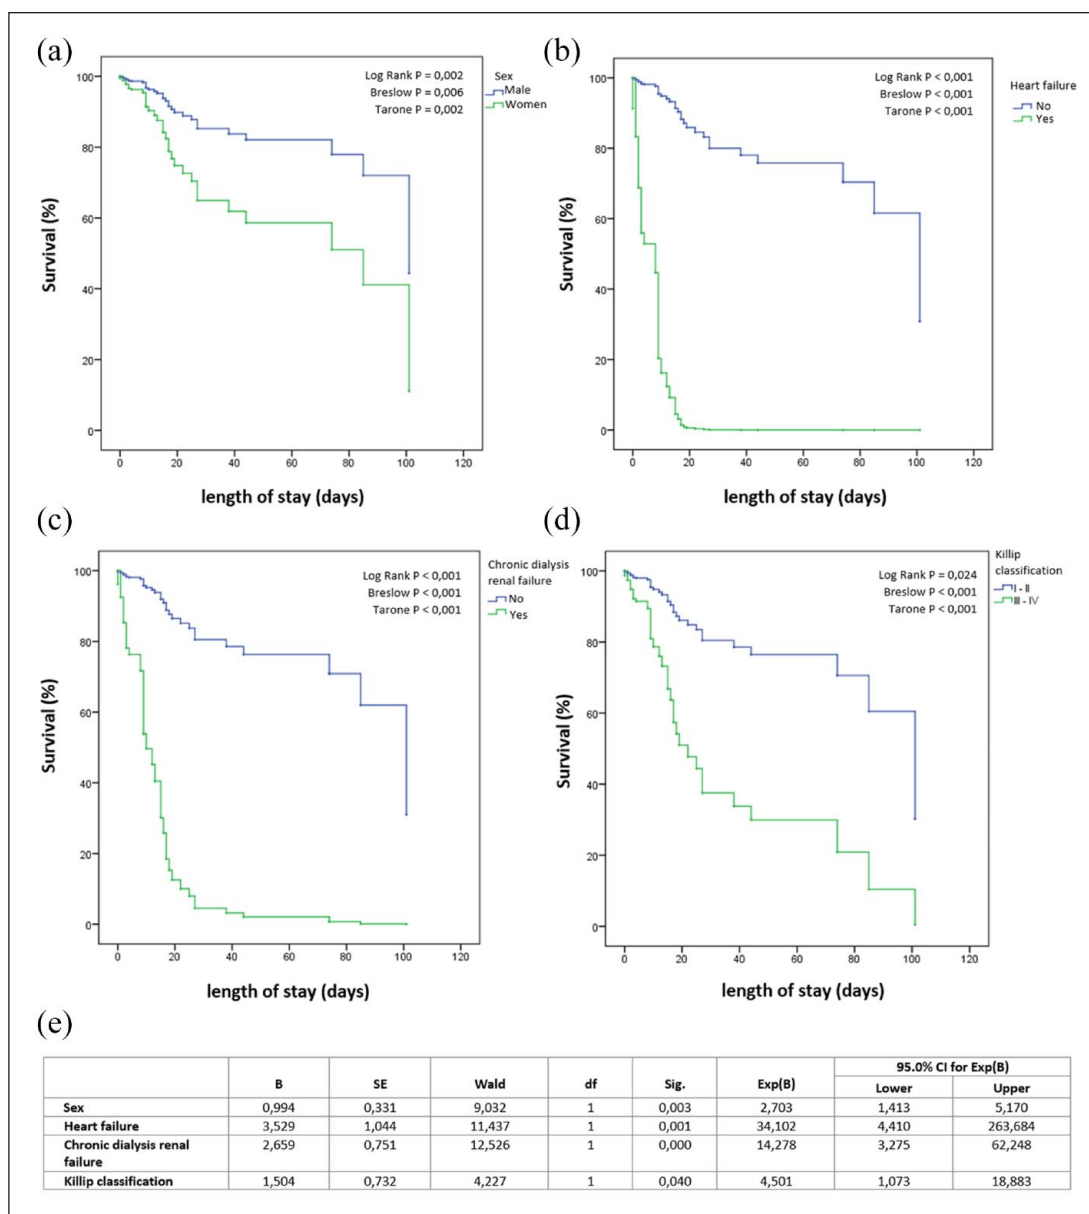 (a)
Log Rank P = 0,002
Breslow P = 0,006
Tarone P = 0,002
Sex
Male
Women
100
80
60
40
20
0
Survival (%)
0 20 40 60 80 100 120
length of stay (days)
(b)
Log Rank P < 0,001
Breslow P < 0,001
Tarone P < 0,001
Heart failure
No
Yes
100
80
60
40
20
0
Survival (%)
0 20 40 60 80 100 120
length of stay (days)
(c)
Log Rank P < 0,001
Breslow P < 0,001
Tarone P < 0,001
Chronic dialysis
renal failure
No
Yes
100
80
60
40
20
0
Survival (%)
0 20 40 60 80 100 120
length of stay (days)
(d)
Log Rank P = 0,024
Breslow P < 0,001
Tarone P < 0,001
Killip
classification
I - II
III - IV
100
80
60
40
20
0
Survival (%)
0 20 40 60 80 100 120
length of stay (days)
(e)
B SE Wald df Sig. Exp(B) 95.0% CI for Exp(B)
Lower Upper
Sex 0,994 0,331 9,032 1 0,003 2,703 1,413 5,170
Heart failure 3,529 1,044 11,437 1 0,001 34,102 4,410 263,684
Chronic dialysis renal 2,659 0,751 12,526 1 0,000 14,278 3,275 62,248
failure
Killip classification 1,504 0,732 4,227 1 0,040 4,501 1,073 18,883